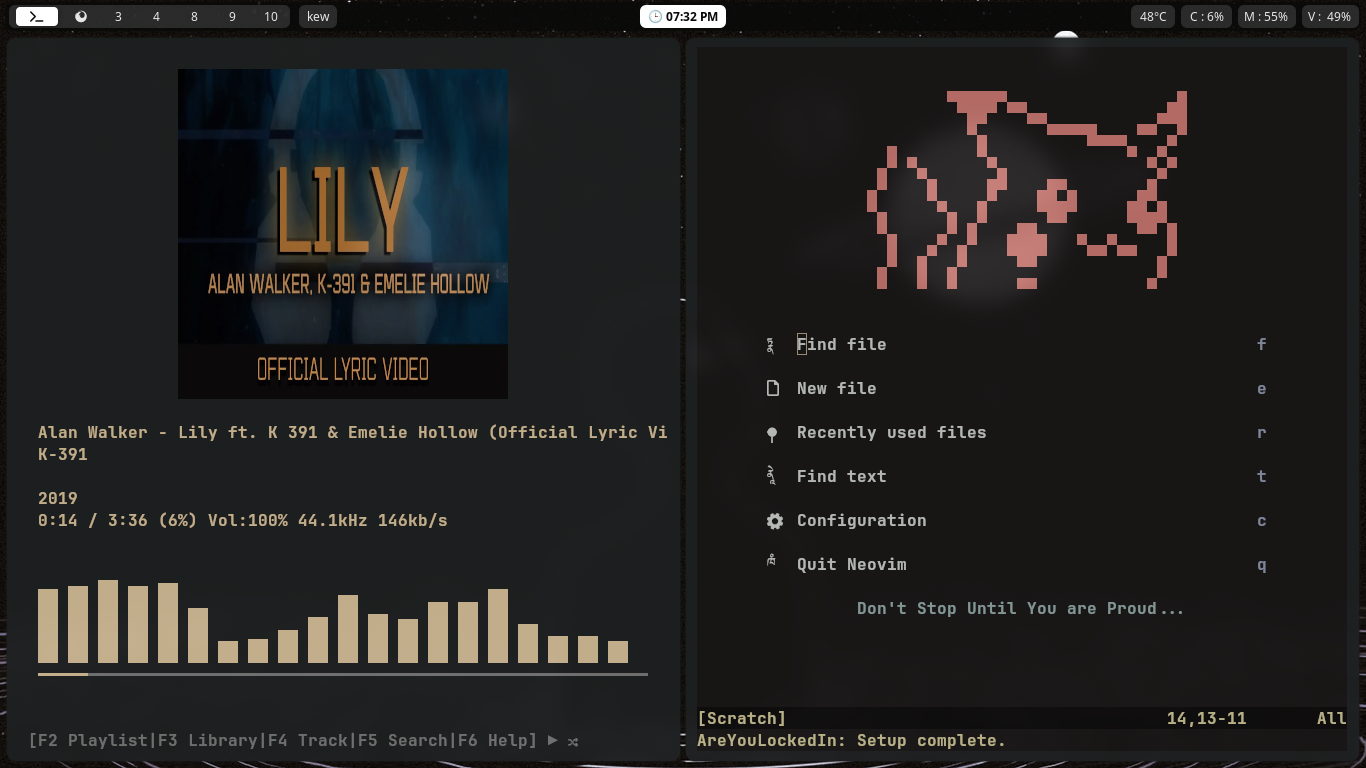 3 4 8 9 10 kew 07:32 PM 48°C C : 6% M : 55% V : 49%
LILY
ALAN WALKER, K-391 & EMELIE HOLLOW
OFFICIAL LYRIC VIDEO
Alan Walker - Lily ft. K 391 & Emelie Hollow (Official Lyric Vi
K-391
2019
0:14 / 3:36 (6%) Vol:100% 44.1kHz 146kb/s
[F2 Playlist|F3 Library|F4 Track|F5 Search|F6 Help]
Find file f
New file e
Recently used files r
Find text t
Configuration c
Quit Neovim q
Don't Stop Until You are Proud...
[Scratch] 14,13-11 All
AreYouLockedIn: Setup complete.